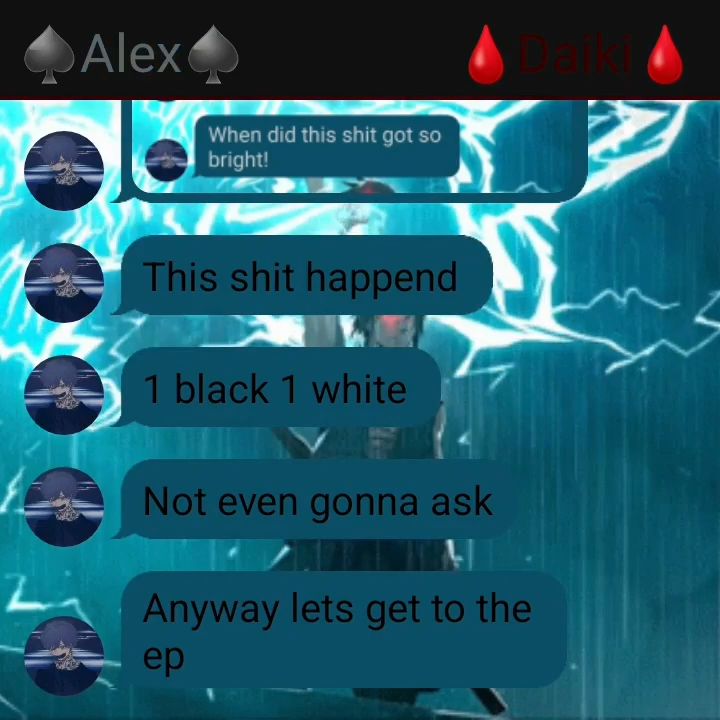 ♠Alex♠ 🩸Daiki🩸
When did this shit got so
bright!
This shit happend
1 black 1 white
Not even gonna ask
Anyway lets get to the
ep